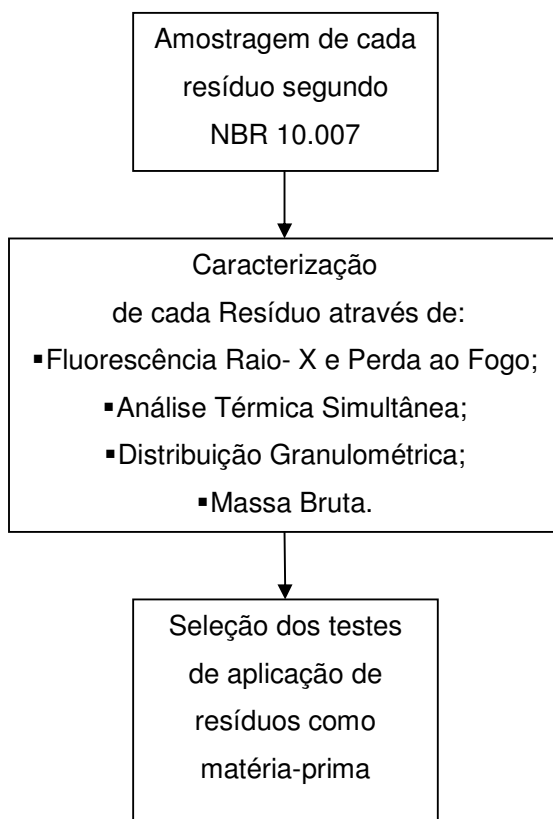 Amostragem de cada
resíduo segundo
NBR 10.007
Caracterização
de cada Resíduo através de:
▪Fluorescência Raio- X e Perda ao Fogo;
▪Análise Térmica Simultânea;
▪Distribuição Granulométrica;
▪Massa Bruta.
Seleção dos testes
de aplicação de
resíduos como
matéria-prima